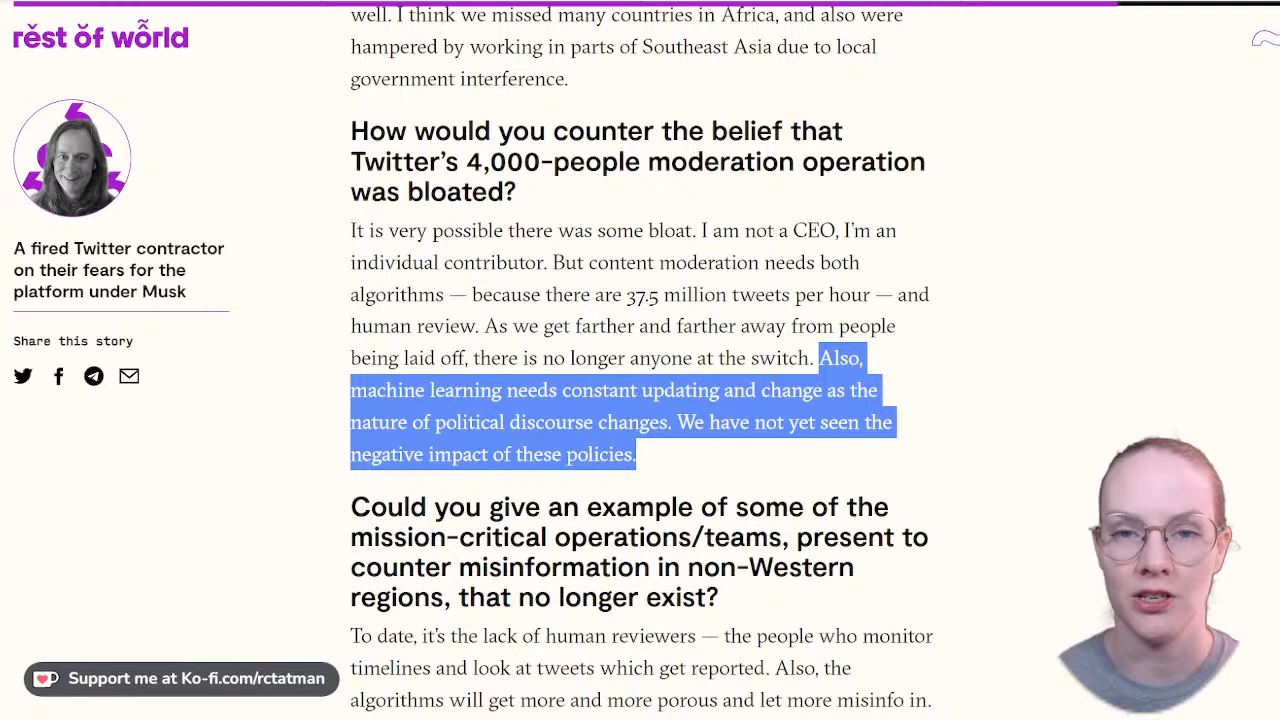 rĕst ŏf wo̊rld
well. I think we missed many countries in Africa, and also were
hampered by working in parts of Southeast Asia due to local
government interference.
A fired Twitter contractor
on their fears for the
platform under Musk
Share this story
How would you counter the belief that
Twitter’s 4,000-people moderation operation
was bloated?
It is very possible there was some bloat. I am not a CEO, I’m an
individual contributor. But content moderation needs both
algorithms — because there are 37.5 million tweets per hour — and
human review. As we get farther and farther away from people
being laid off, there is no longer anyone at the switch. Also,
machine learning needs constant updating and change as the
nature of political discourse changes. We have not yet seen the
negative impact of these policies.
Could you give an example of some of the
mission-critical operations/teams, present to
counter misinformation in non-Western
regions, that no longer exist?
To date, it’s the lack of human reviewers — the people who monitor
timelines and look at tweets which get reported. Also, the
algorithms will get more and more porous and let more misinfo in.
Support me at Ko-fi.com/rctatman